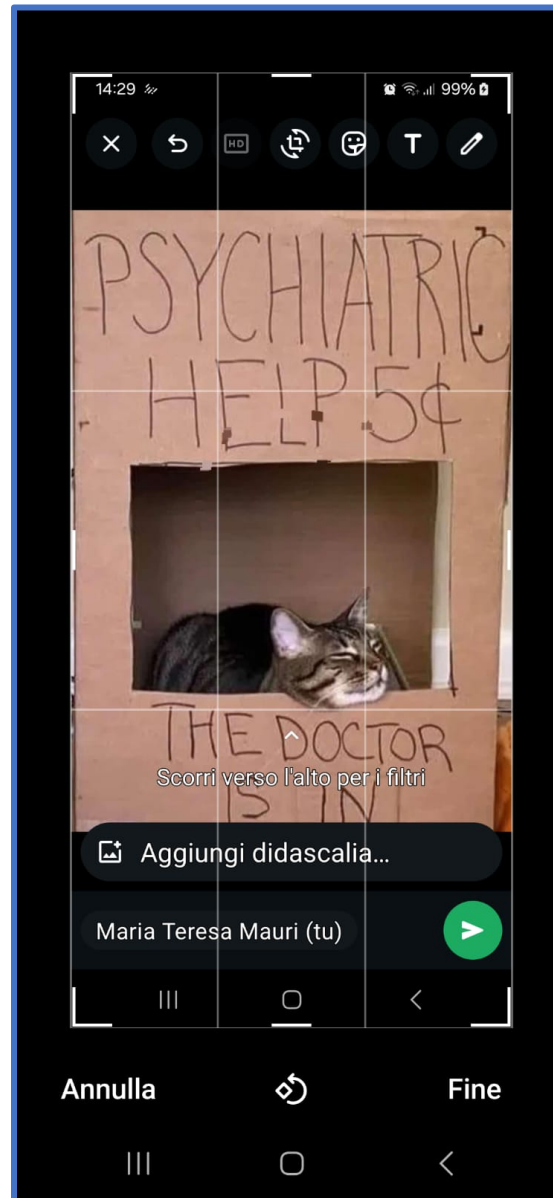 14:29 99%
HD T
PSYCHIATRIC
HELP 5¢
THE DOCTOR
Scorri verso l'alto per i filtri
IS IN
Aggiungi didascalia...
Maria Teresa Mauri (tu)
Annulla Fine